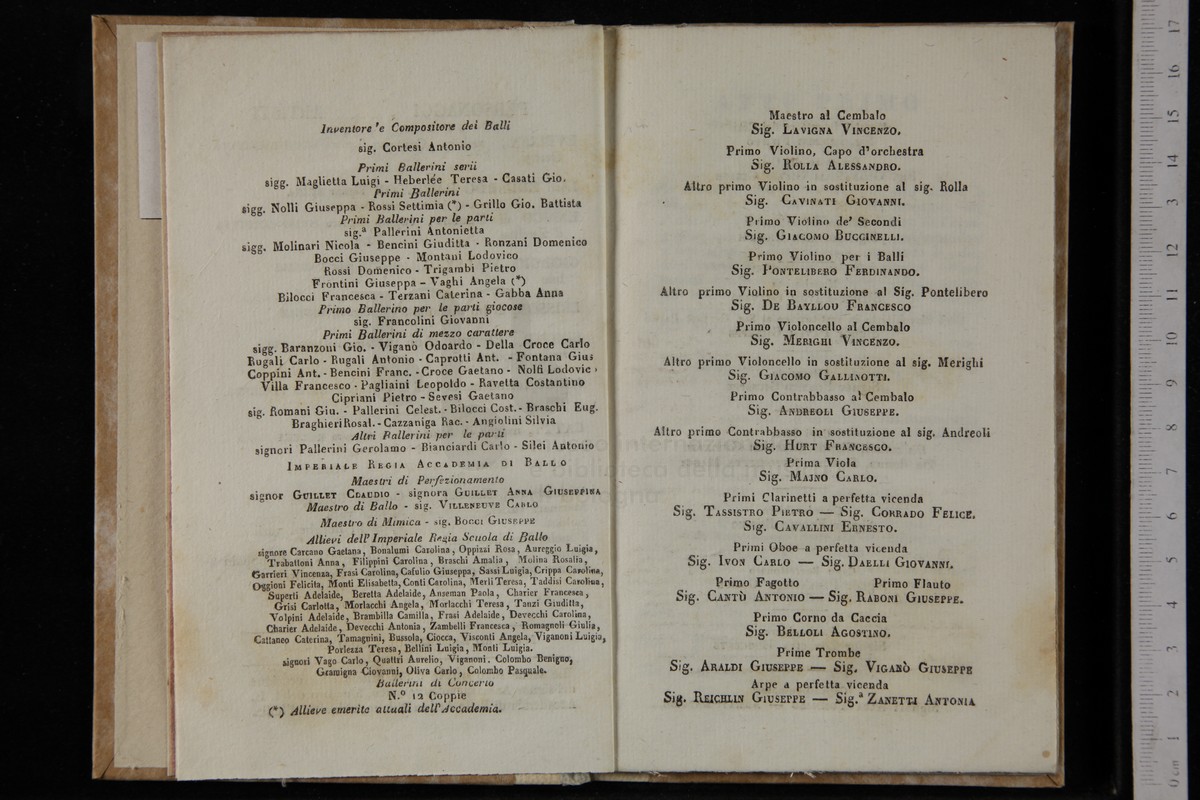 Inventore e Compositore dei Balli
sig. Cortesi Antonio
Primi Ballerini serii
sigg. Maglietta Luigi - Heberlée Teresa - Casati Gio.
Primi Ballerini
sigg. Nolli Giuseppa - Rossi Settimia (*) - Grillo Gio. Battista
Primi Ballerini per le parti
sig.ª Pallerini Antonietta
sigg. Molinari Nicola - Bencini Giuditta - Ronzani Domenico
Bocci Giuseppe - Montani Lodovico
Rossi Domenico - Trigambi Pietro
Frontini Giuseppa - Vaghi Angela (*)
Bilocci Francesca - Terzani Caterina - Gabba Anna
Primo Ballerino per le parti giocose
sig. Francolini Giovanni
Primi Ballerini di mezzo carattere
sigg. Baranzoni Gio. - Viganò Odoardo - Della Croce Carlo
Rugali Carlo - Rugali Antonio - Caprotti Ant. - Fontana Gius
Coppini Ant. - Bencini Franc. - Croce Gaetano - Nolfi Lodovic
Villa Francesco - Pagliaini Leopoldo - Ravetta Costantino
Cipriani Pietro - Sevesi Gaetano
sig. Romani Giu. - Pallerini Celest. - Bilocci Cost. - Braschi Eug.
Braghieri Rosal. - Cazzaniga Rac. - Angiolini Silvia
Altri Ballerini per le parti
signori Pallerini Gerolamo - Bianciardi Carlo - Silei Antonio
IMPERIALE REGIA ACCADEMIA DI BALLO
Maestri di Perfezionamento
signor GUILLET CLAUDIO - signora GUILLET ANNA GIUSEPPINA
Maestro di Ballo - sig. VILLENEUVE CARLO
Maestro di Mimica - sig. BOCCI GIUSEPPE
Allievi dell' Imperiale Regia Scuola di Ballo
signore Carcano Gaetana, Bonalumi Carolina, Oppizzi Rosa, Aureggio Luigia,
Trabattoni Anna, Filippini Carolina, Braschi Amalia, Molina Rosalia,
Garrieri Vincenza, Frasi Carolina, Cafulio Giuseppa, Sassi Luigia, Crippa Carolina,
Oggioni Felicita, Monti Elisabetta, Conti Carolina, Merli Teresa, Taddisi Carolina,
Superti Adelaide, Beretta Adelaide, Anseman Paola, Charier Francesca,
Grisi Carlotta, Morlacchi Angela, Morlacchi Teresa, Tanzi Giuditta,
Volpini Adelaide, Brambilla Camilla, Frasi Adelaide, Devecchi Carolina,
Charier Adelaide, Devecchi Antonia, Zambelli Francesca, Romagnoli Giulia,
Cattaneo Caterina, Tamagnini, Bussola, Ciocca, Visconti Angela, Viganoni Luigia,
Porlezza Teresa, Bellini Luigia, Monti Luigia.
signori Vago Carlo, Quattri Aurelio, Viganoni, Colombo Benigno,
Gramigna Giovanni, Oliva Carlo, Colombo Pasquale.
Ballerini di Concerto
N.º 12 Coppie
(*) Allieve emerite attuali dell'Accademia.
Maestro al Cembalo
Sig. LAVIGNA VINCENZO.
Primo Violino, Capo d'orchestra
Sig. ROLLA ALESSANDRO.
Altro primo Violino in sostituzione al sig. Rolla
Sig. CAVINATI GIOVANNI.
Primo Violino de' Secondi
Sig. GIACOMO BUCCINELLI.
Primo Violino per i Balli
Sig. PONTELIBERO FERDINANDO.
Altro primo Violino in sostituzione al Sig. Pontelibero
Sig. DE BAYLLOU FRANCESCO
Primo Violoncello al Cembalo
Sig. MERIGHI VINCENZO.
Altro primo Violoncello in sostituzione al sig. Merighi
Sig. GIACOMO GALLINOTTI.
Primo Contrabbasso al Cembalo
Sig. ANDREOLI GIUSEPPE.
Altro primo Contrabbasso in sostituzione al sig. Andreoli
Sig. HURT FRANCESCO.
Prima Viola
Sig. MAJNO CARLO.
Primi Clarinetti a perfetta vicenda
Sig. TASSISTRO PIETRO — Sig. CORRADO FELICE.
Sig. CAVALLINI ERNESTO.
Primi Oboe a perfetta vicenda
Sig. IVON CARLO — Sig. DAELLI GIOVANNI.
Primo Fagotto Primo Flauto
Sig. CANTÙ ANTONIO — Sig. RABONI GIUSEPPE.
Primo Corno da Caccia
Sig. BELLOLI AGOSTINO.
Prime Trombe
Sig. ARALDI GIUSEPPE — Sig. VIGANÒ GIUSEPPE
Arpe a perfetta vicenda
Sig. REICHLIN GIUSEPPE — Sig.ª ZANETTI ANTONIA